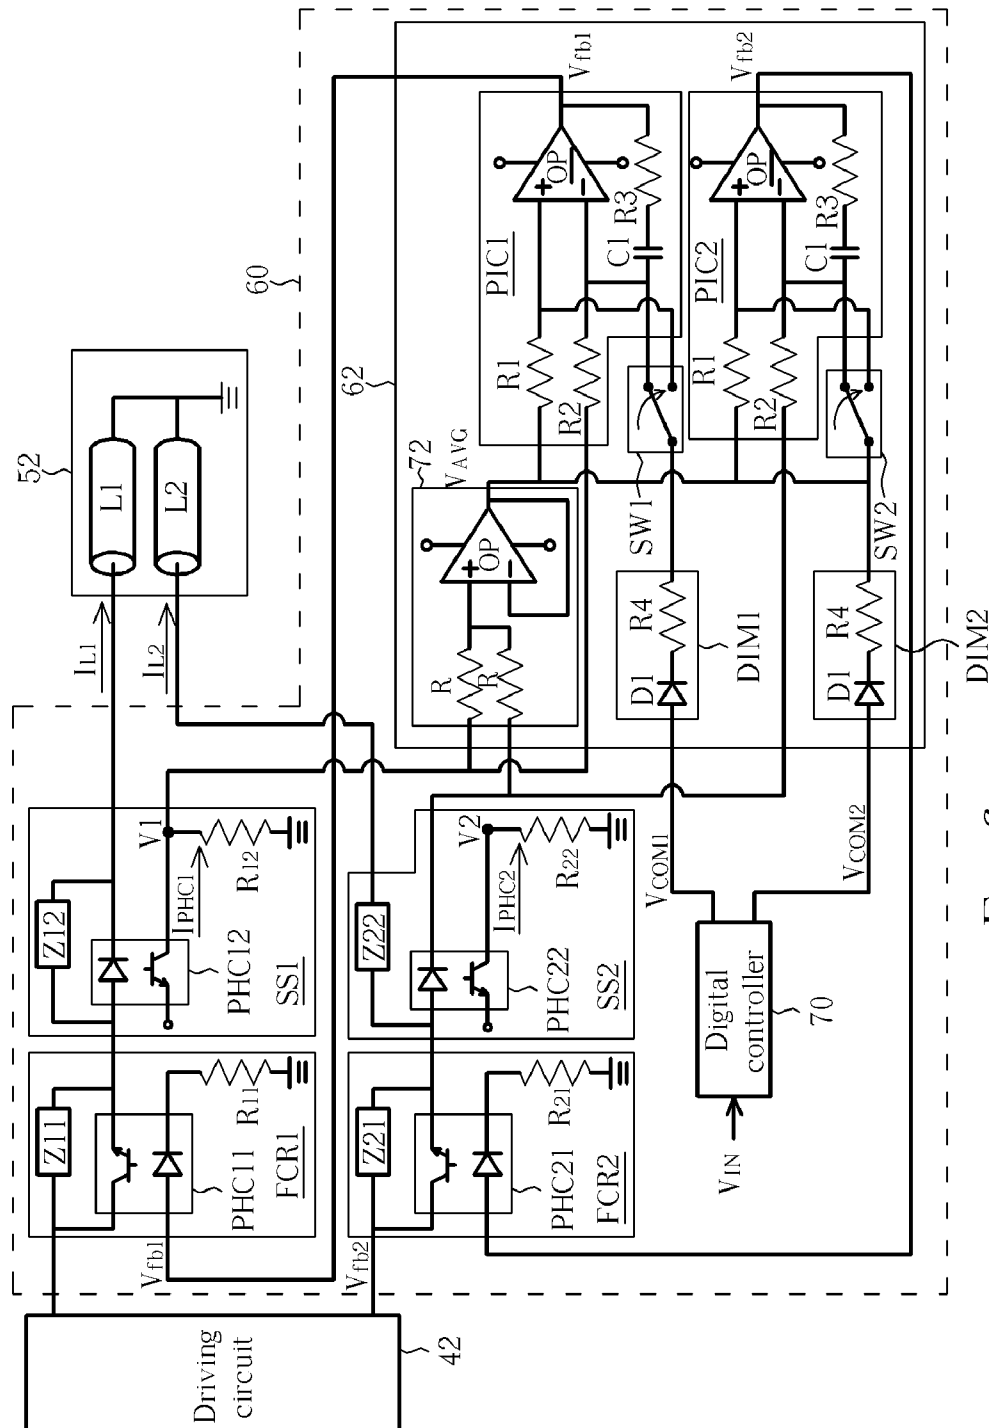 60
52
L1
L2
IL1
IL2
Z12
V1
IPHC1
R12
PHC12
SS1
Z11
R11
PHC11
FCR1
Vfb1
Z22
V2
IPHC2
R22
PHC22
SS2
Z21
R21
PHC21
FCR2
Vfb2
Driving
circuit
42
62
72
VAVG
R
R
OP
+
−
Vfb1
PIC1
OP
+
−
R1
R2
R3
C1
SW1
Vfb2
PIC2
OP
+
−
R1
R2
R3
C1
SW2
D1
R4
DIM1
D1
R4
DIM2
VCOM1
VCOM2
Digital
controller
70
VIN